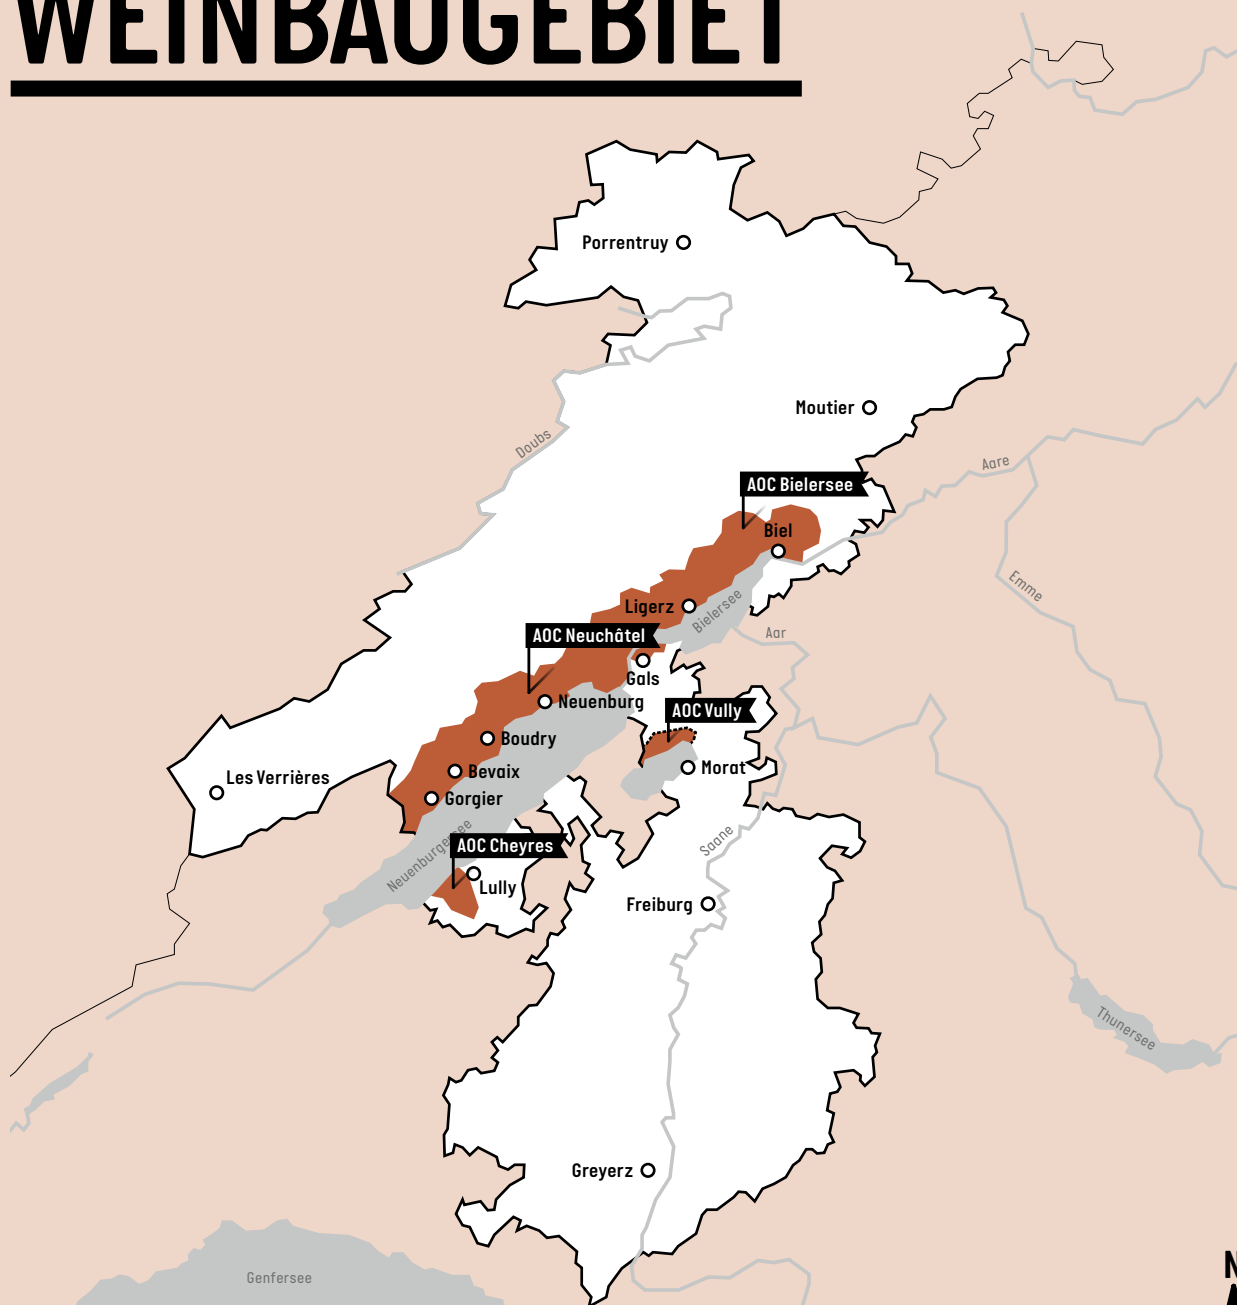 WEINBAUGEBIET
Porrentruy
Moutier
Doubs
Aare
AOC Bielersee
Biel
Emme
Ligerz
Bielersee
AOC Neuchâtel
Aar
Gals
Neuenburg
AOC Vully
Boudry
Bevaix
Morat
Les Verrières
Gorgier
Neuenburgersee
AOC Cheyres
Saane
Lully
Freiburg
Thunersee
Greyerz
Genfersee